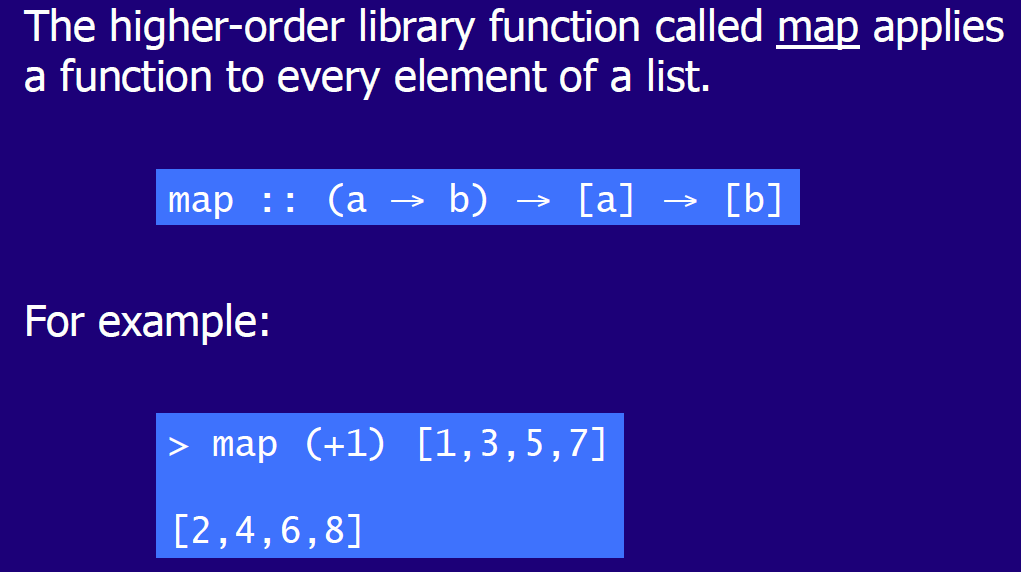 The higher-order library function called map applies
a function to every element of a list.
map :: (a → b) → [a] → [b]
For example:
> map (+1) [1,3,5,7]
[2,4,6,8]